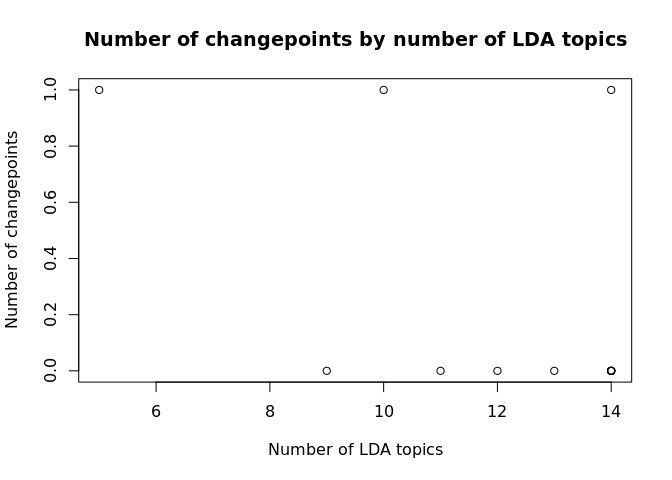 Number of changepoints by number of LDA topics
Number of changepoints
1.0
0.8
0.6
0.4
0.2
0.0
6 8 10 12 14
Number of LDA topics